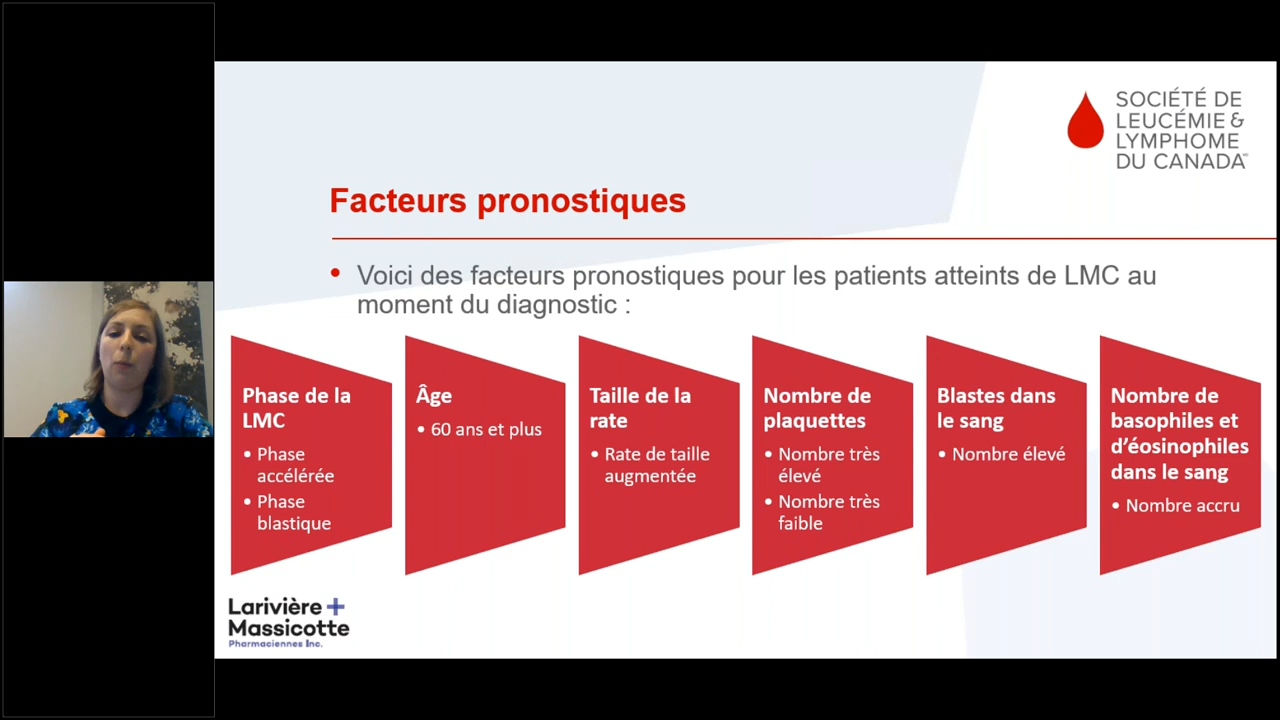 SOCIÉTÉ DE
LEUCÉMIE &
LYMPHOME
DU CANADA
Facteurs pronostiques
• Voici des facteurs pronostiques pour les patients atteints de LMC au
moment du diagnostic :
Phase de la
LMC
• Phase
accélérée
• Phase
blastique
Âge
• 60 ans et plus
Taille de la
rate
• Rate de taille
augmentée
Nombre de
plaquettes
• Nombre très
élevé
• Nombre très
faible
Blastes dans
le sang
• Nombre élevé
Nombre de
basophiles et
d’éosinophiles
dans le sang
• Nombre accru
Larivière +
Massicotte
Pharmaciennes Inc.